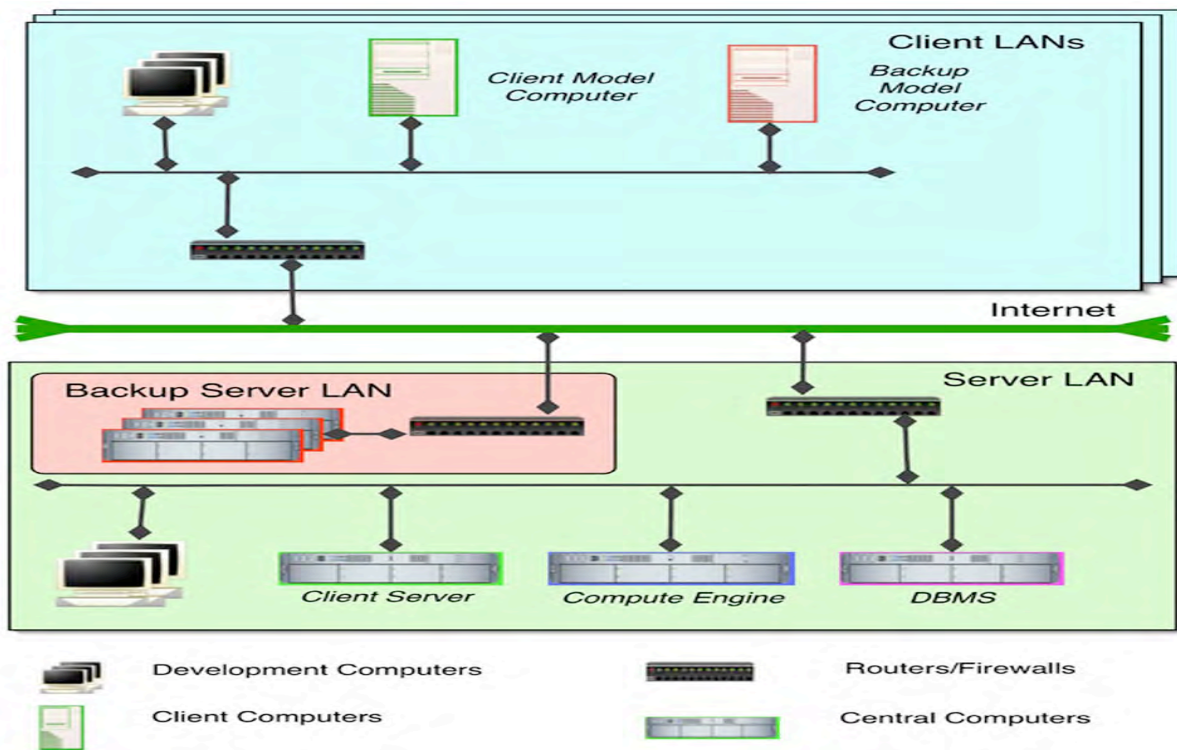 Client LANs
Client Model
Computer
Backup
Model
Computer
Internet
Backup Server LAN
Server LAN
Client Server
Compute Engine
DBMS
Development Computers
Routers/Firewalls
Client Computers
Central Computers